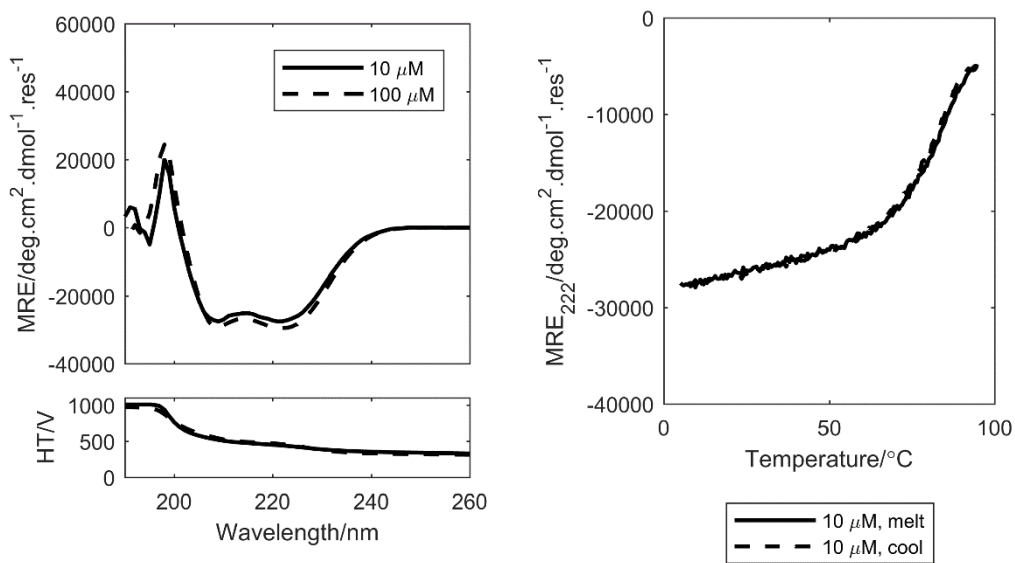 MRE/deg.cm².dmol⁻¹.res⁻¹
60000
40000
20000
0
-20000
-40000
10 μM
100 μM
HT/V
1000
500
0
200
220
240
260
Wavelength/nm
MRE₂₂₂/deg.cm².dmol⁻¹.res⁻¹
0
-10000
-20000
-30000
-40000
0
50
100
Temperature/°C
10 μM, melt
10 μM, cool